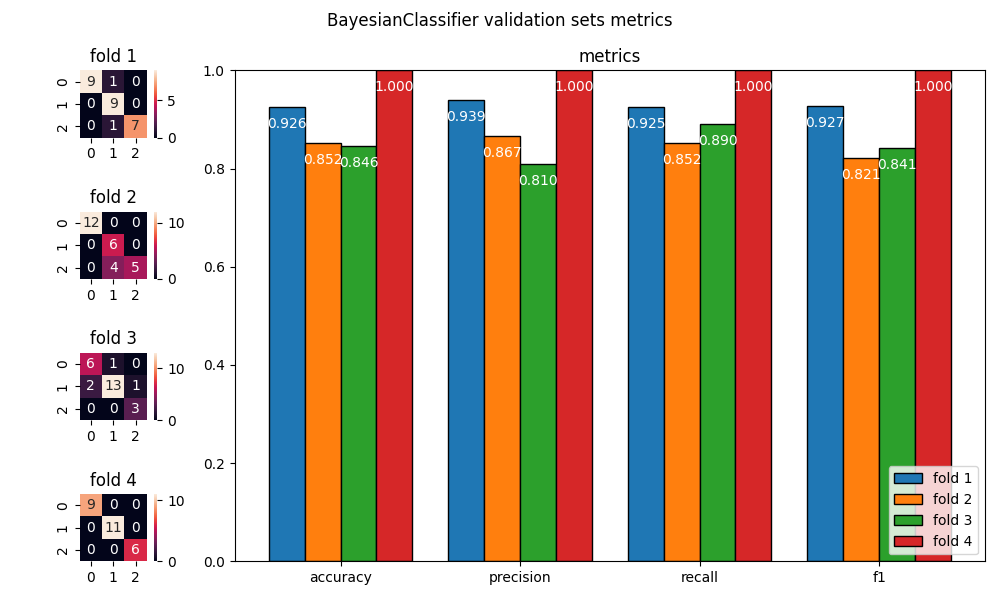 BayesianClassifier validation sets metrics
fold 1
0 9 1 0
1 0 9 0
2 0 1 7
0 1 2
5
0
fold 2
0 12 0 0
1 0 6 0
2 0 4 5
0 1 2
10
0
fold 3
0 6 1 0
1 2 13 1
2 0 0 3
0 1 2
10
0
fold 4
0 9 0 0
1 0 11 0
2 0 0 6
0 1 2
10
0
metrics
1.0
0.8
0.6
0.4
0.2
0.0
0.926 0.852 0.846 1.000
0.939 0.867 0.810 1.000
0.925 0.852 0.890 1.000
0.927 0.821 0.841 1.000
accuracy precision recall f1
fold 1
fold 2
fold 3
fold 4